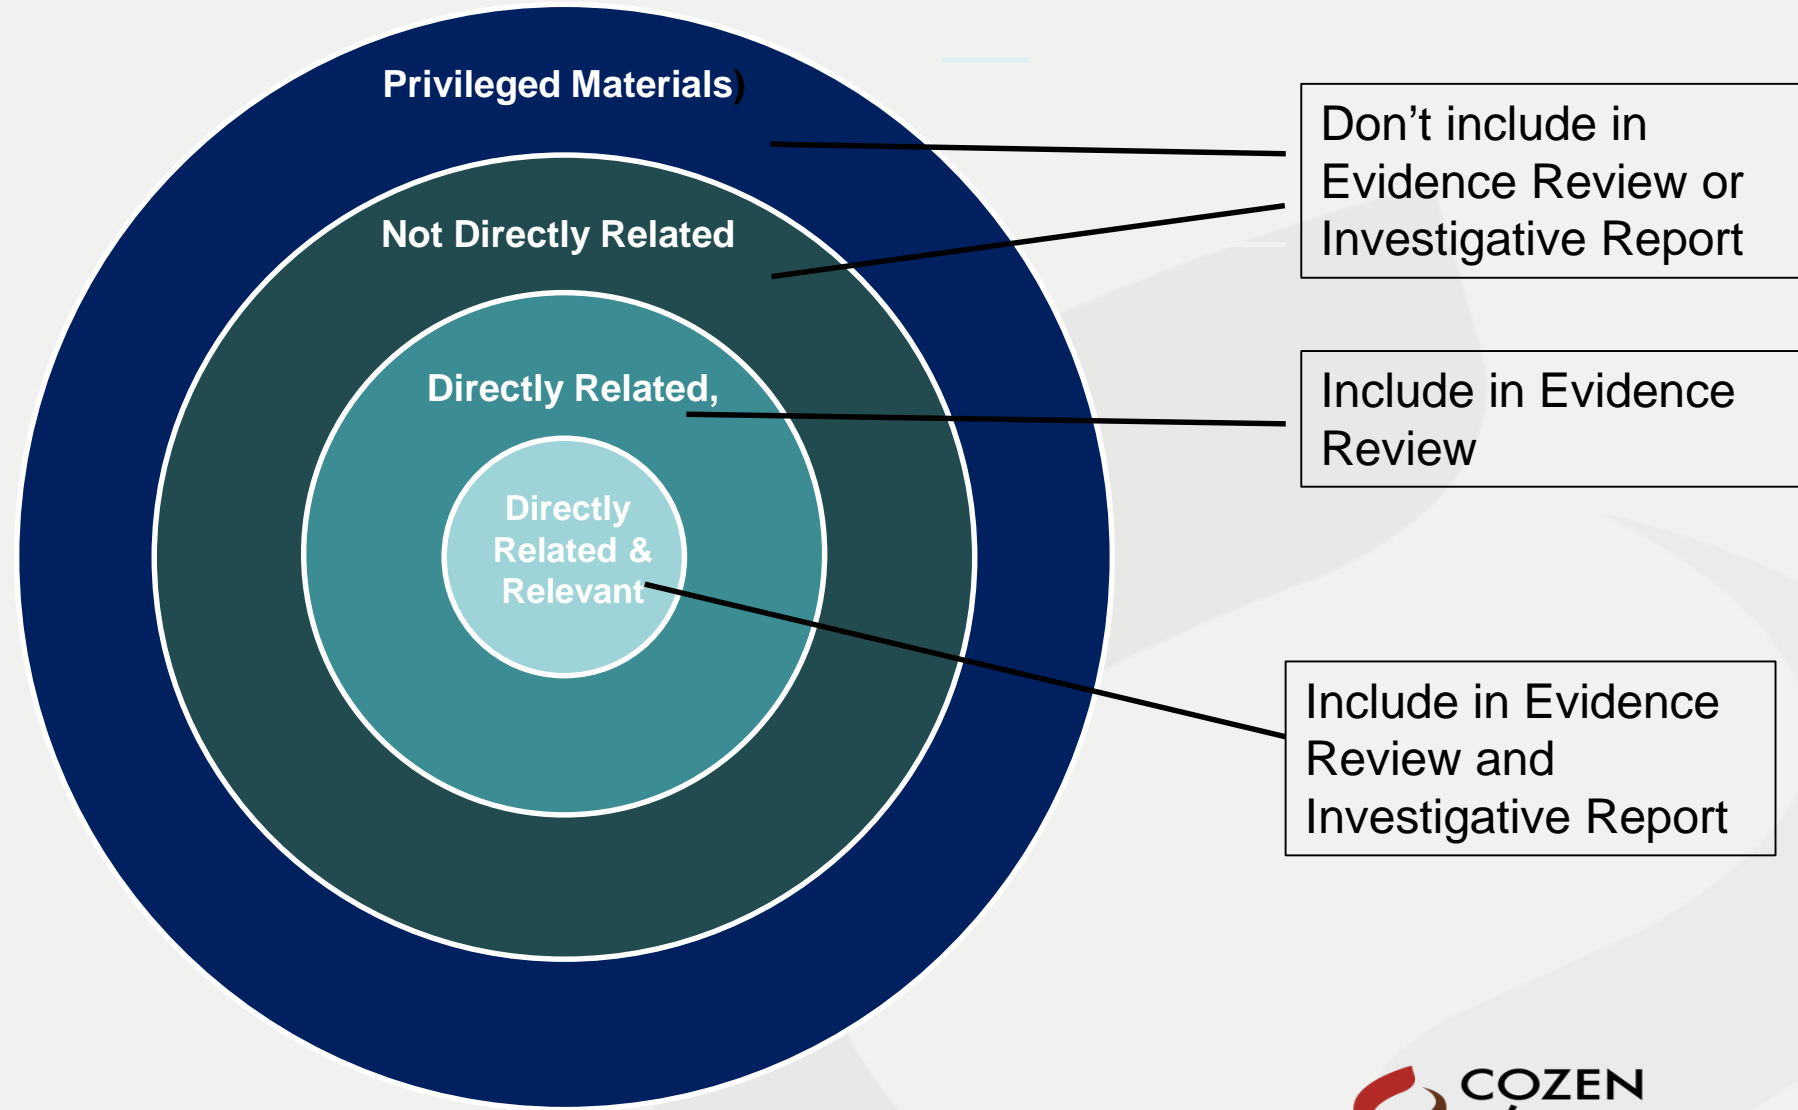 Privileged Materials)
Not Directly Related
Directly Related,
Directly
Related &
Relevant
Don’t include in
Evidence Review or
Investigative Report
Include in Evidence
Review
Include in Evidence
Review and
Investigative Report
COZEN